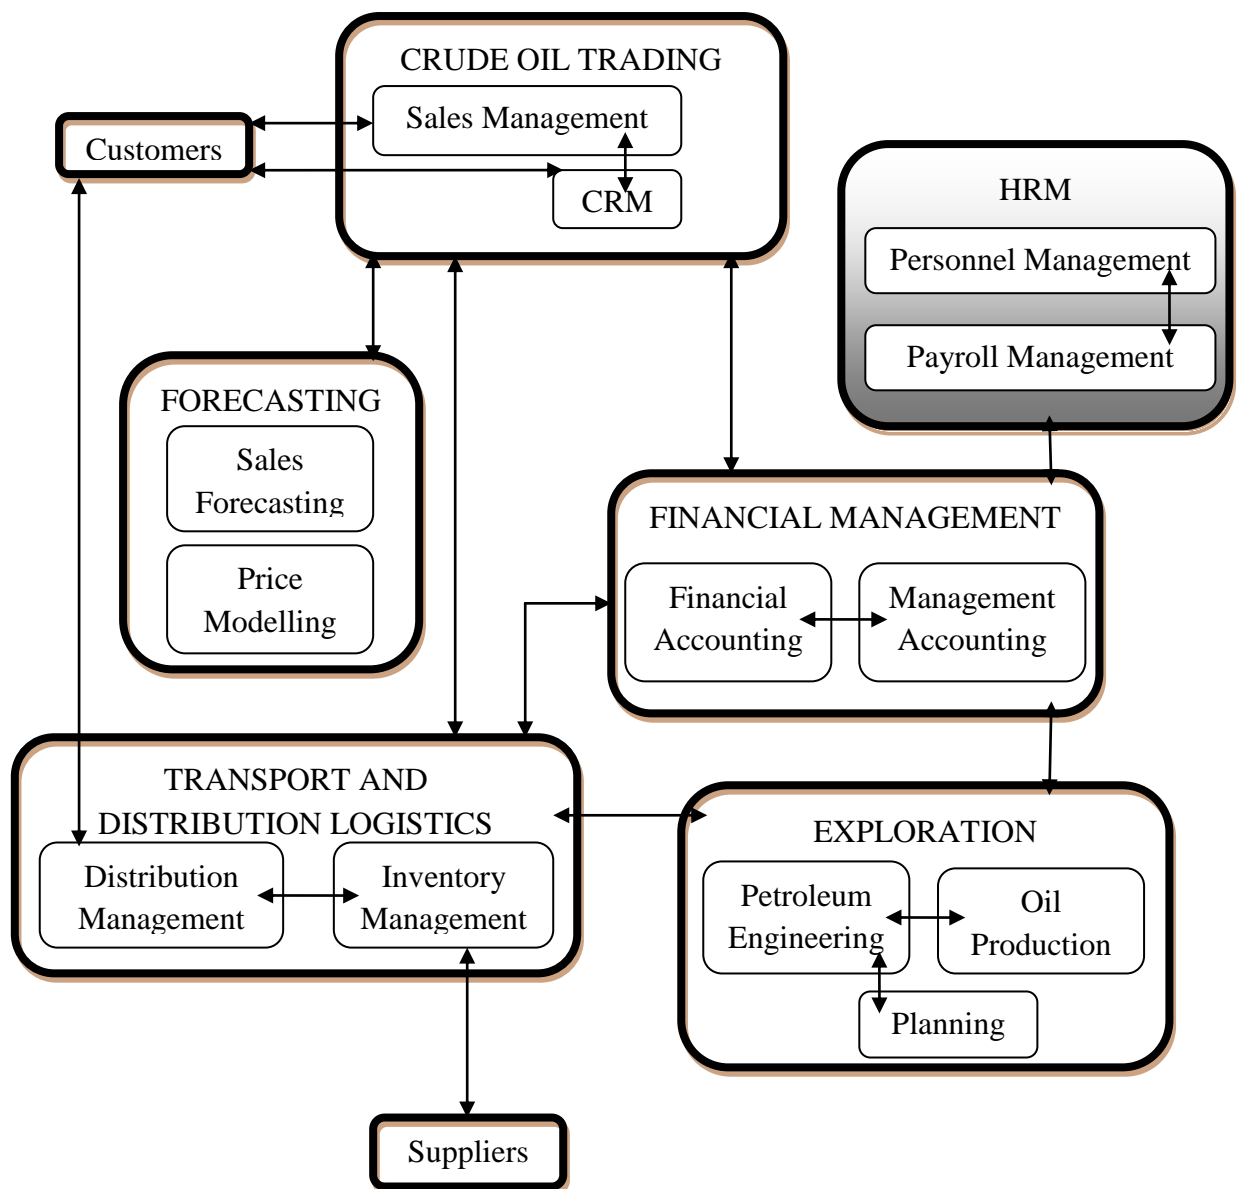 CRUDE OIL TRADING
Sales Management
CRM
Customers
HRM
Personnel Management
Payroll Management
FORECASTING
Sales
Forecasting
Price
Modelling
FINANCIAL MANAGEMENT
Financial
Accounting
Management
Accounting
TRANSPORT AND
DISTRIBUTION LOGISTICS
Distribution
Management
Inventory
Management
EXPLORATION
Petroleum
Engineering
Oil
Production
Planning
Suppliers